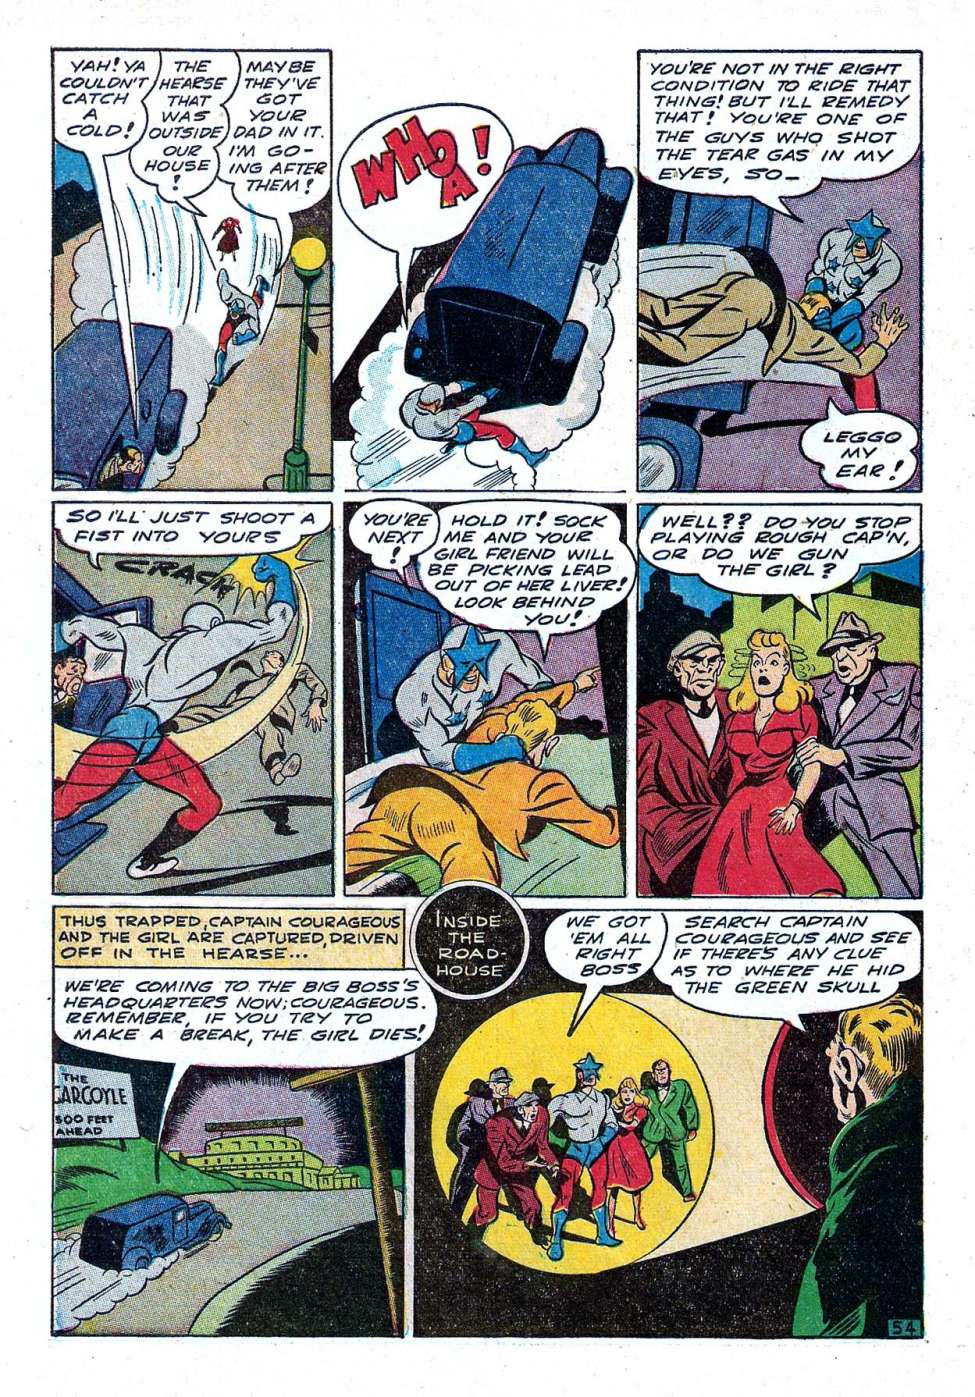 YAH! YA
COULDN'T
CATCH
A
COLD!
THE
HEARSE
THAT
WAS
OUTSIDE
OUR
HOUSE
!
MAYBE
THEY'VE
GOT
YOUR
DAD IN IT.
I'M GO-
ING AFTER
THEM!
WHOA!
YOU'RE NOT IN THE RIGHT
CONDITION TO RIDE THAT
THING! BUT I'LL REMEDY
THAT! YOU'RE ONE OF
THE GUYS WHO SHOT
THE TEAR GAS IN MY
EYES, SO—
LEGGO
MY
EAR!
SO I'LL JUST SHOOT A
FIST INTO YOURS
CRACK
YOU'RE
NEXT
!
HOLD IT! SOCK
ME AND YOUR
GIRL FRIEND WILL
BE PICKING LEAD
OUT OF HER LIVER!
LOOK BEHIND
YOU!
WELL?? DO YOU STOP
PLAYING ROUGH CAP'N,
OR DO WE GUN
THE GIRL?
THUS TRAPPED, CAPTAIN COURAGEOUS
AND THE GIRL ARE CAPTURED, DRIVEN
OFF IN THE HEARSE...
WE'RE COMING TO THE BIG BOSS'S
HEADQUARTERS NOW; COURAGEOUS.
REMEMBER, IF YOU TRY TO
MAKE A BREAK, THE GIRL DIES!
THE
GARGOYLE
500 FEET
AHEAD
INSIDE
THE
ROAD-
HOUSE
WE GOT
'EM ALL
RIGHT
BOSS
SEARCH CAPTAIN
COURAGEOUS AND SEE
IF THERE'S ANY CLUE
AS TO WHERE HE HID
THE GREEN SKULL
54